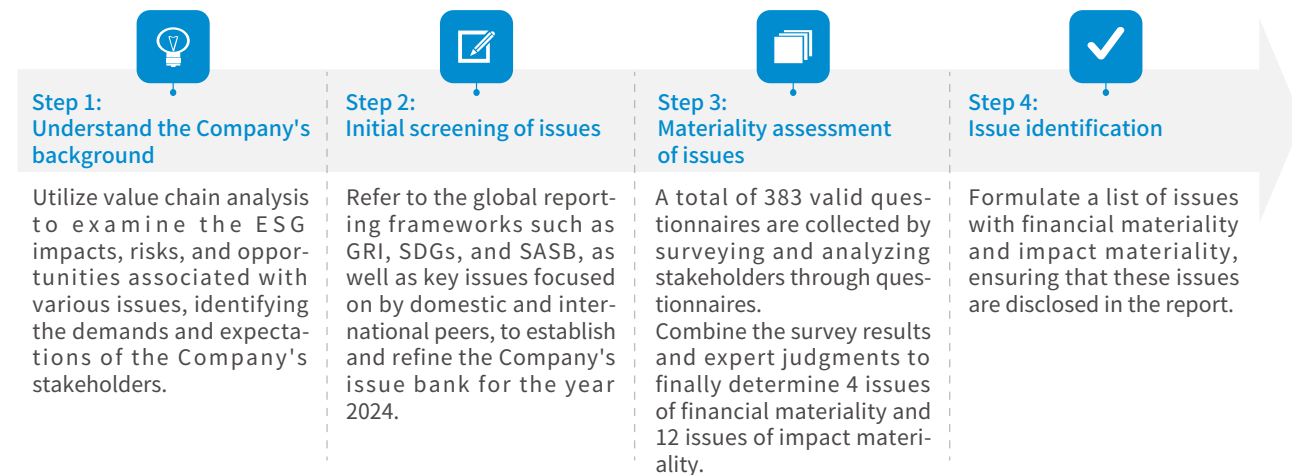 Step 1:
Understand the Company's
background
Utilize value chain analysis
to examine the ESG
impacts, risks, and oppor-
tunities associated with
various issues, identifying
the demands and expecta-
tions of the Company's
stakeholders.
Step 2:
Initial screening of issues
Refer to the global report-
ing frameworks such as
GRI, SDGs, and SASB, as
well as key issues focused
on by domestic and inter-
national peers, to establish
and refine the Company's
issue bank for the year
2024.
Step 3:
Materiality assessment
of issues
A total of 383 valid ques-
tionnaires are collected by
surveying and analyzing
stakeholders through ques-
tionnaires.
Combine the survey results
and expert judgments to
finally determine 4 issues
of financial materiality and
12 issues of impact materi-
ality.
Step 4:
Issue identification
Formulate a list of issues
with financial materiality
and impact materiality,
ensuring that these issues
are disclosed in the report.